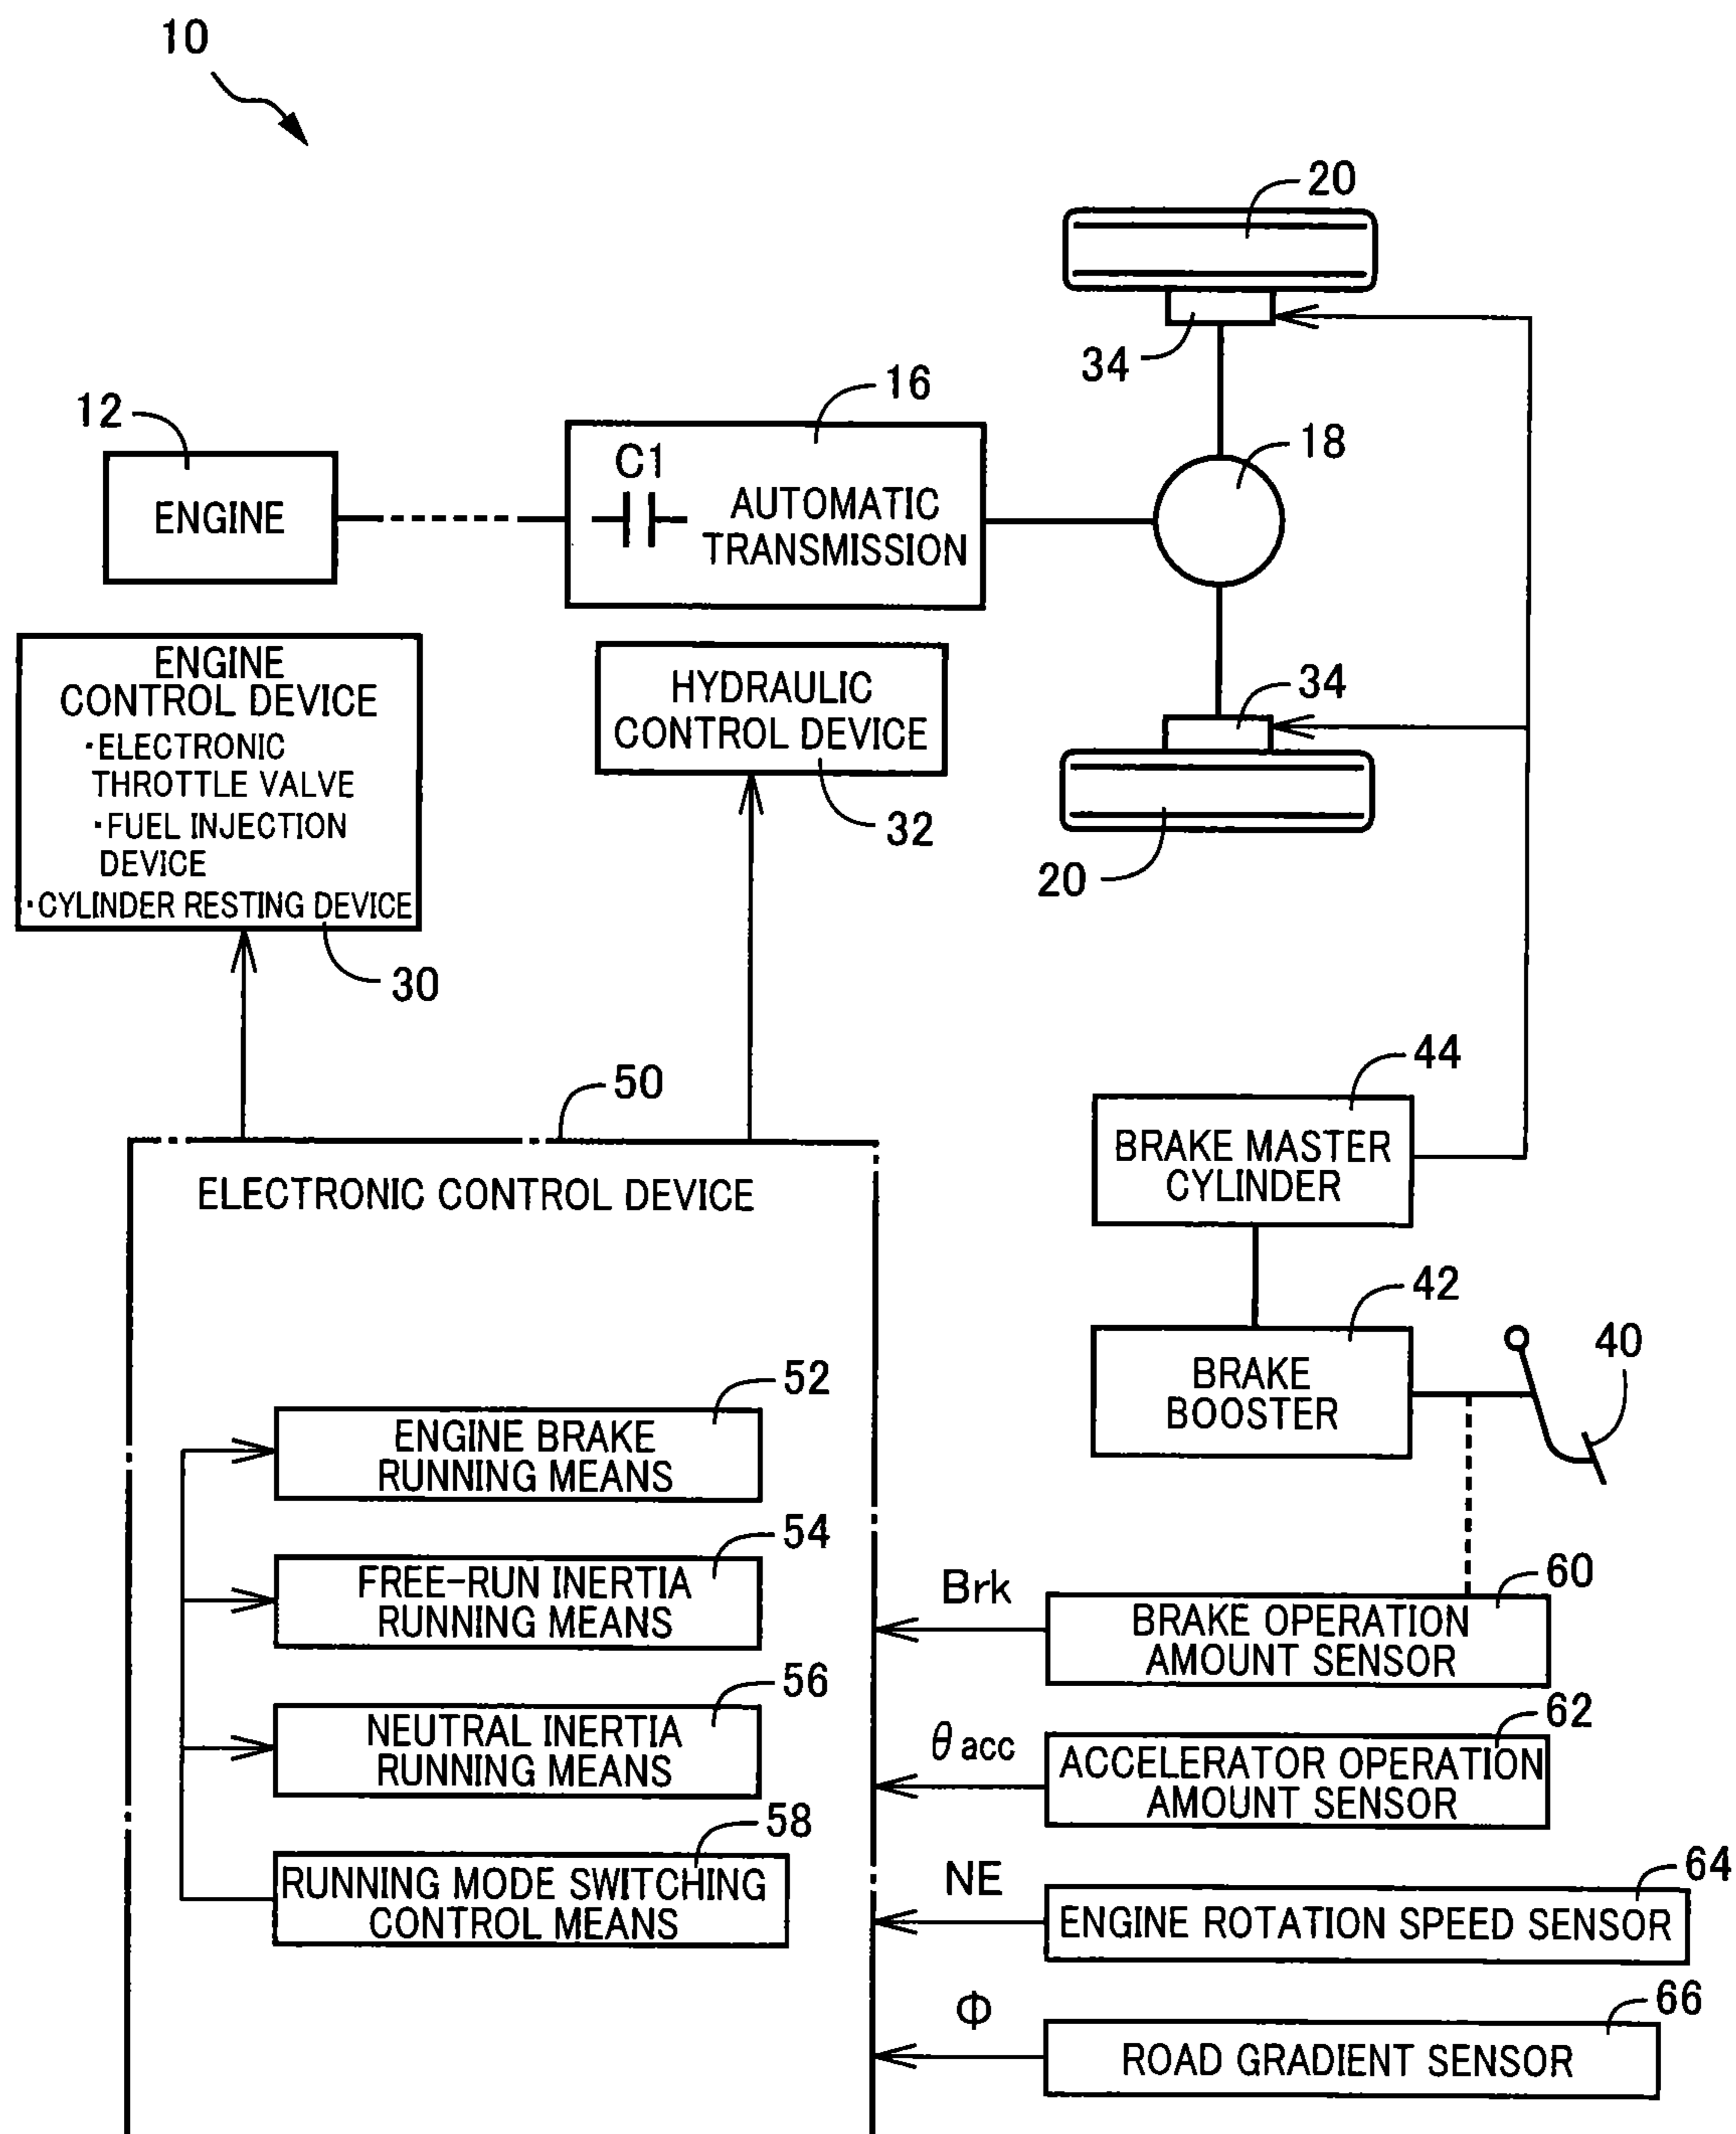 10
20
34
16
12
18
C1
ENGINE
AUTOMATIC
TRANSMISSION
34
ENGINE
CONTROL DEVICE
・ELECTRONIC
THROTTLE VALVE
・FUEL INJECTION
DEVICE
・CYLINDER RESTING DEVICE
30
HYDRAULIC
CONTROL DEVICE
32
20
44
50
BRAKE MASTER
CYLINDER
ELECTRONIC CONTROL DEVICE
42
40
BRAKE
BOOSTER
52
ENGINE BRAKE
RUNNING MEANS
54
FREE-RUN INERTIA
RUNNING MEANS
56
NEUTRAL INERTIA
RUNNING MEANS
58
RUNNING MODE SWITCHING
CONTROL MEANS
Brk
60
BRAKE OPERATION
AMOUNT SENSOR
θacc
62
ACCELERATOR OPERATION
AMOUNT SENSOR
NE
64
ENGINE ROTATION SPEED SENSOR
Φ
66
ROAD GRADIENT SENSOR